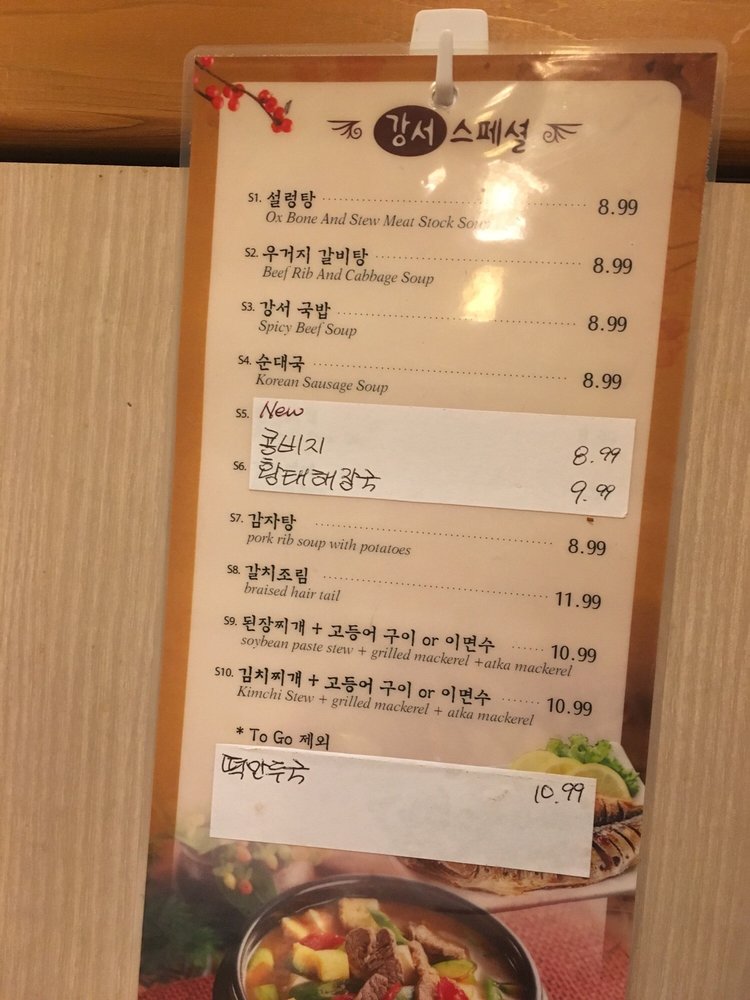 강서 스페셜
S1. 설렁탕 8.99
Ox Bone And Stew Meat Stock Soup
S2. 우거지 갈비탕 8.99
Beef Rib And Cabbage Soup
S3. 강서 국밥 8.99
Spicy Beef Soup
S4. 순대국 8.99
Korean Sausage Soup
S5. New
콩비지 8.99
S6. 황태해장국 9.99
S7. 감자탕 8.99
pork rib soup with potatoes
S8. 갈치조림 11.99
braised hair tail
S9. 된장찌개 + 고등어 구이 or 이면수 10.99
soybean paste stew + grilled mackerel +atka mackerel
S10. 김치찌개 + 고등어 구이 or 이면수 10.99
Kimchi Stew + grilled mackerel + atka mackerel
* To Go 제외
떡만두국 10.99